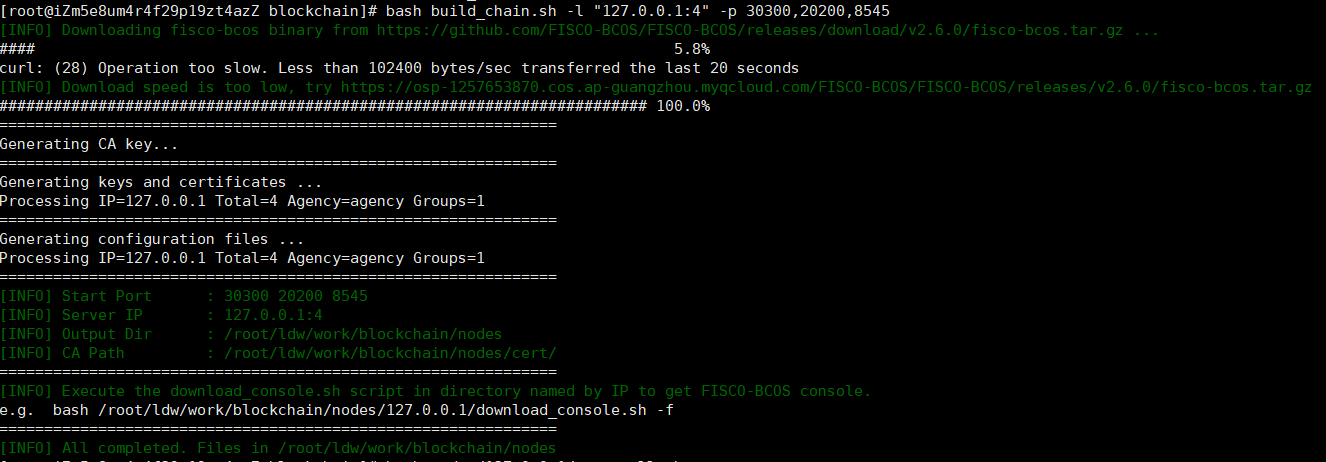 [root@iZm5e8um4r4f29p19zt4azZ blockchain]# bash build_chain.sh -l "127.0.0.1:4" -p 30300,20200,8545
[INFO] Downloading fisco-bcos binary from https://github.com/FISCO-BCOS/FISCO-BCOS/releases/download/v2.6.0/fisco-bcos.tar.gz ...
#### 5.8%
curl: (28) Operation too slow. Less than 102400 bytes/sec transferred the last 20 seconds
[INFO] Download speed is too low, try https://osp-1257653870.cos.ap-guangzhou.myqcloud.com/FISCO-BCOS/FISCO-BCOS/releases/v2.6.0/fisco-bcos.tar.gz
######################################################################## 100.0%
==============================================================
Generating CA key...
==============================================================
Generating keys and certificates ...
Processing IP=127.0.0.1 Total=4 Agency=agency Groups=1
==============================================================
Generating configuration files ...
Processing IP=127.0.0.1 Total=4 Agency=agency Groups=1
==============================================================
[INFO] Start Port      : 30300 20200 8545
[INFO] Server IP       : 127.0.0.1:4
[INFO] Output Dir      : /root/ldw/work/blockchain/nodes
[INFO] CA Path         : /root/ldw/work/blockchain/nodes/cert/
==============================================================
[INFO] Execute the download_console.sh script in directory named by IP to get FISCO-BCOS console.
e.g.  bash /root/ldw/work/blockchain/nodes/127.0.0.1/download_console.sh -f
==============================================================
[INFO] All completed. Files in /root/ldw/work/blockchain/nodes